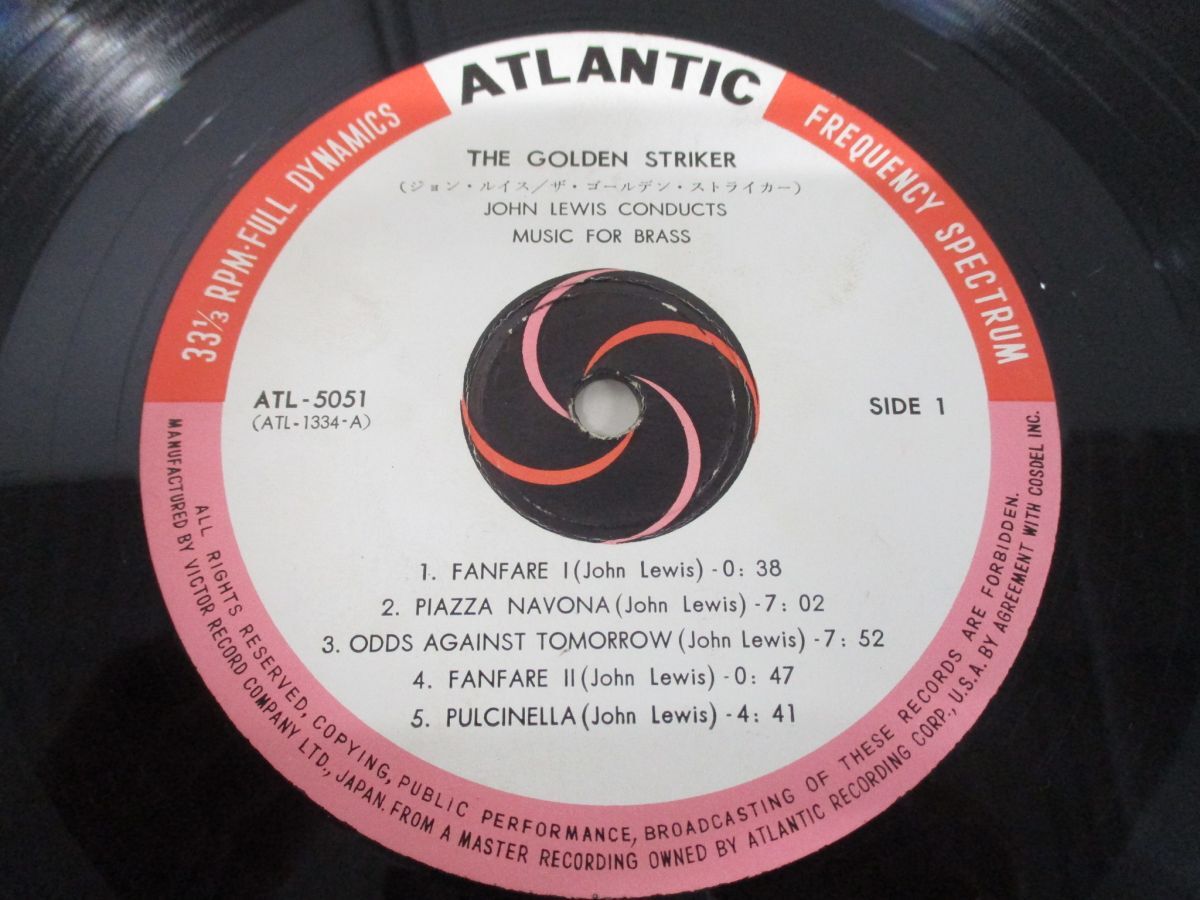 ATLANTIC
33⅓ RPM·FULL DYNAMICS
FREQUENCY SPECTRUM
THE GOLDEN STRIKER
(ジョン・ルイス/ザ・ゴールデン・ストライカー)
JOHN LEWIS CONDUCTS
MUSIC FOR BRASS
ATL-5051
(ATL-1334-A)
SIDE 1
1. FANFARE I (John Lewis) -0: 38
2. PIAZZA NAVONA (John Lewis) -7: 02
3. ODDS AGAINST TOMORROW (John Lewis) -7: 52
4. FANFARE II (John Lewis) -0: 47
5. PULCINELLA (John Lewis) -4: 41
ALL RIGHTS RESERVED, COPYING, PUBLIC PERFORMANCE, BROADCASTING OF THESE RECORDS ARE FORBIDDEN.
MANUFACTURED BY VICTOR RECORD COMPANY LTD., JAPAN. FROM A MASTER RECORDING OWNED BY ATLANTIC RECORDING CORP., U.S.A. BY AGREEMENT WITH COSDEL INC.